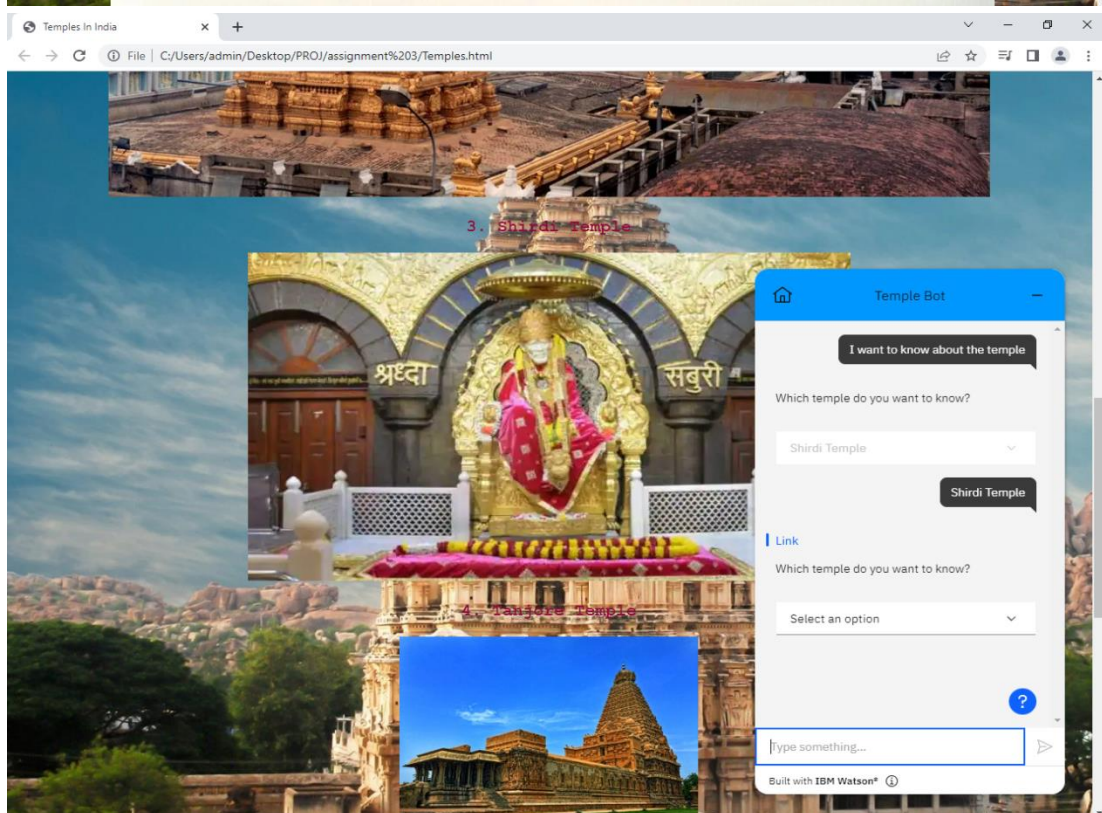 Temples In India
File | C:/Users/admin/Desktop/PROJ/assignment%203/Temples.html
3. Shirdi Temple
श्रध्दा
सबुरी
4. Tanjore Temple
Temple Bot
I want to know about the temple
Which temple do you want to know?
Shirdi Temple
Shirdi Temple
Link
Which temple do you want to know?
Select an option
?
Type something...
Built with IBM Watson®